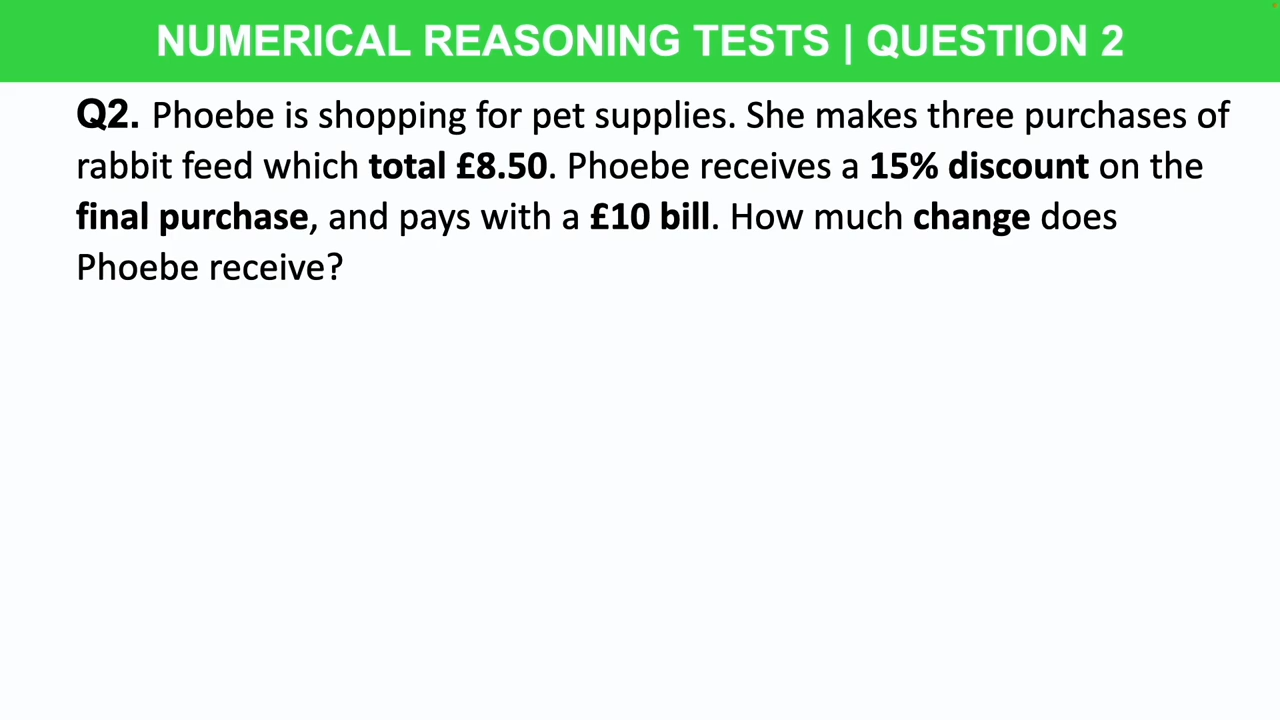 NUMERICAL REASONING TESTS | QUESTION 2
Q2. Phoebe is shopping for pet supplies. She makes three purchases of
rabbit feed which total £8.50. Phoebe receives a 15% discount on the
final purchase, and pays with a £10 bill. How much change does
Phoebe receive?